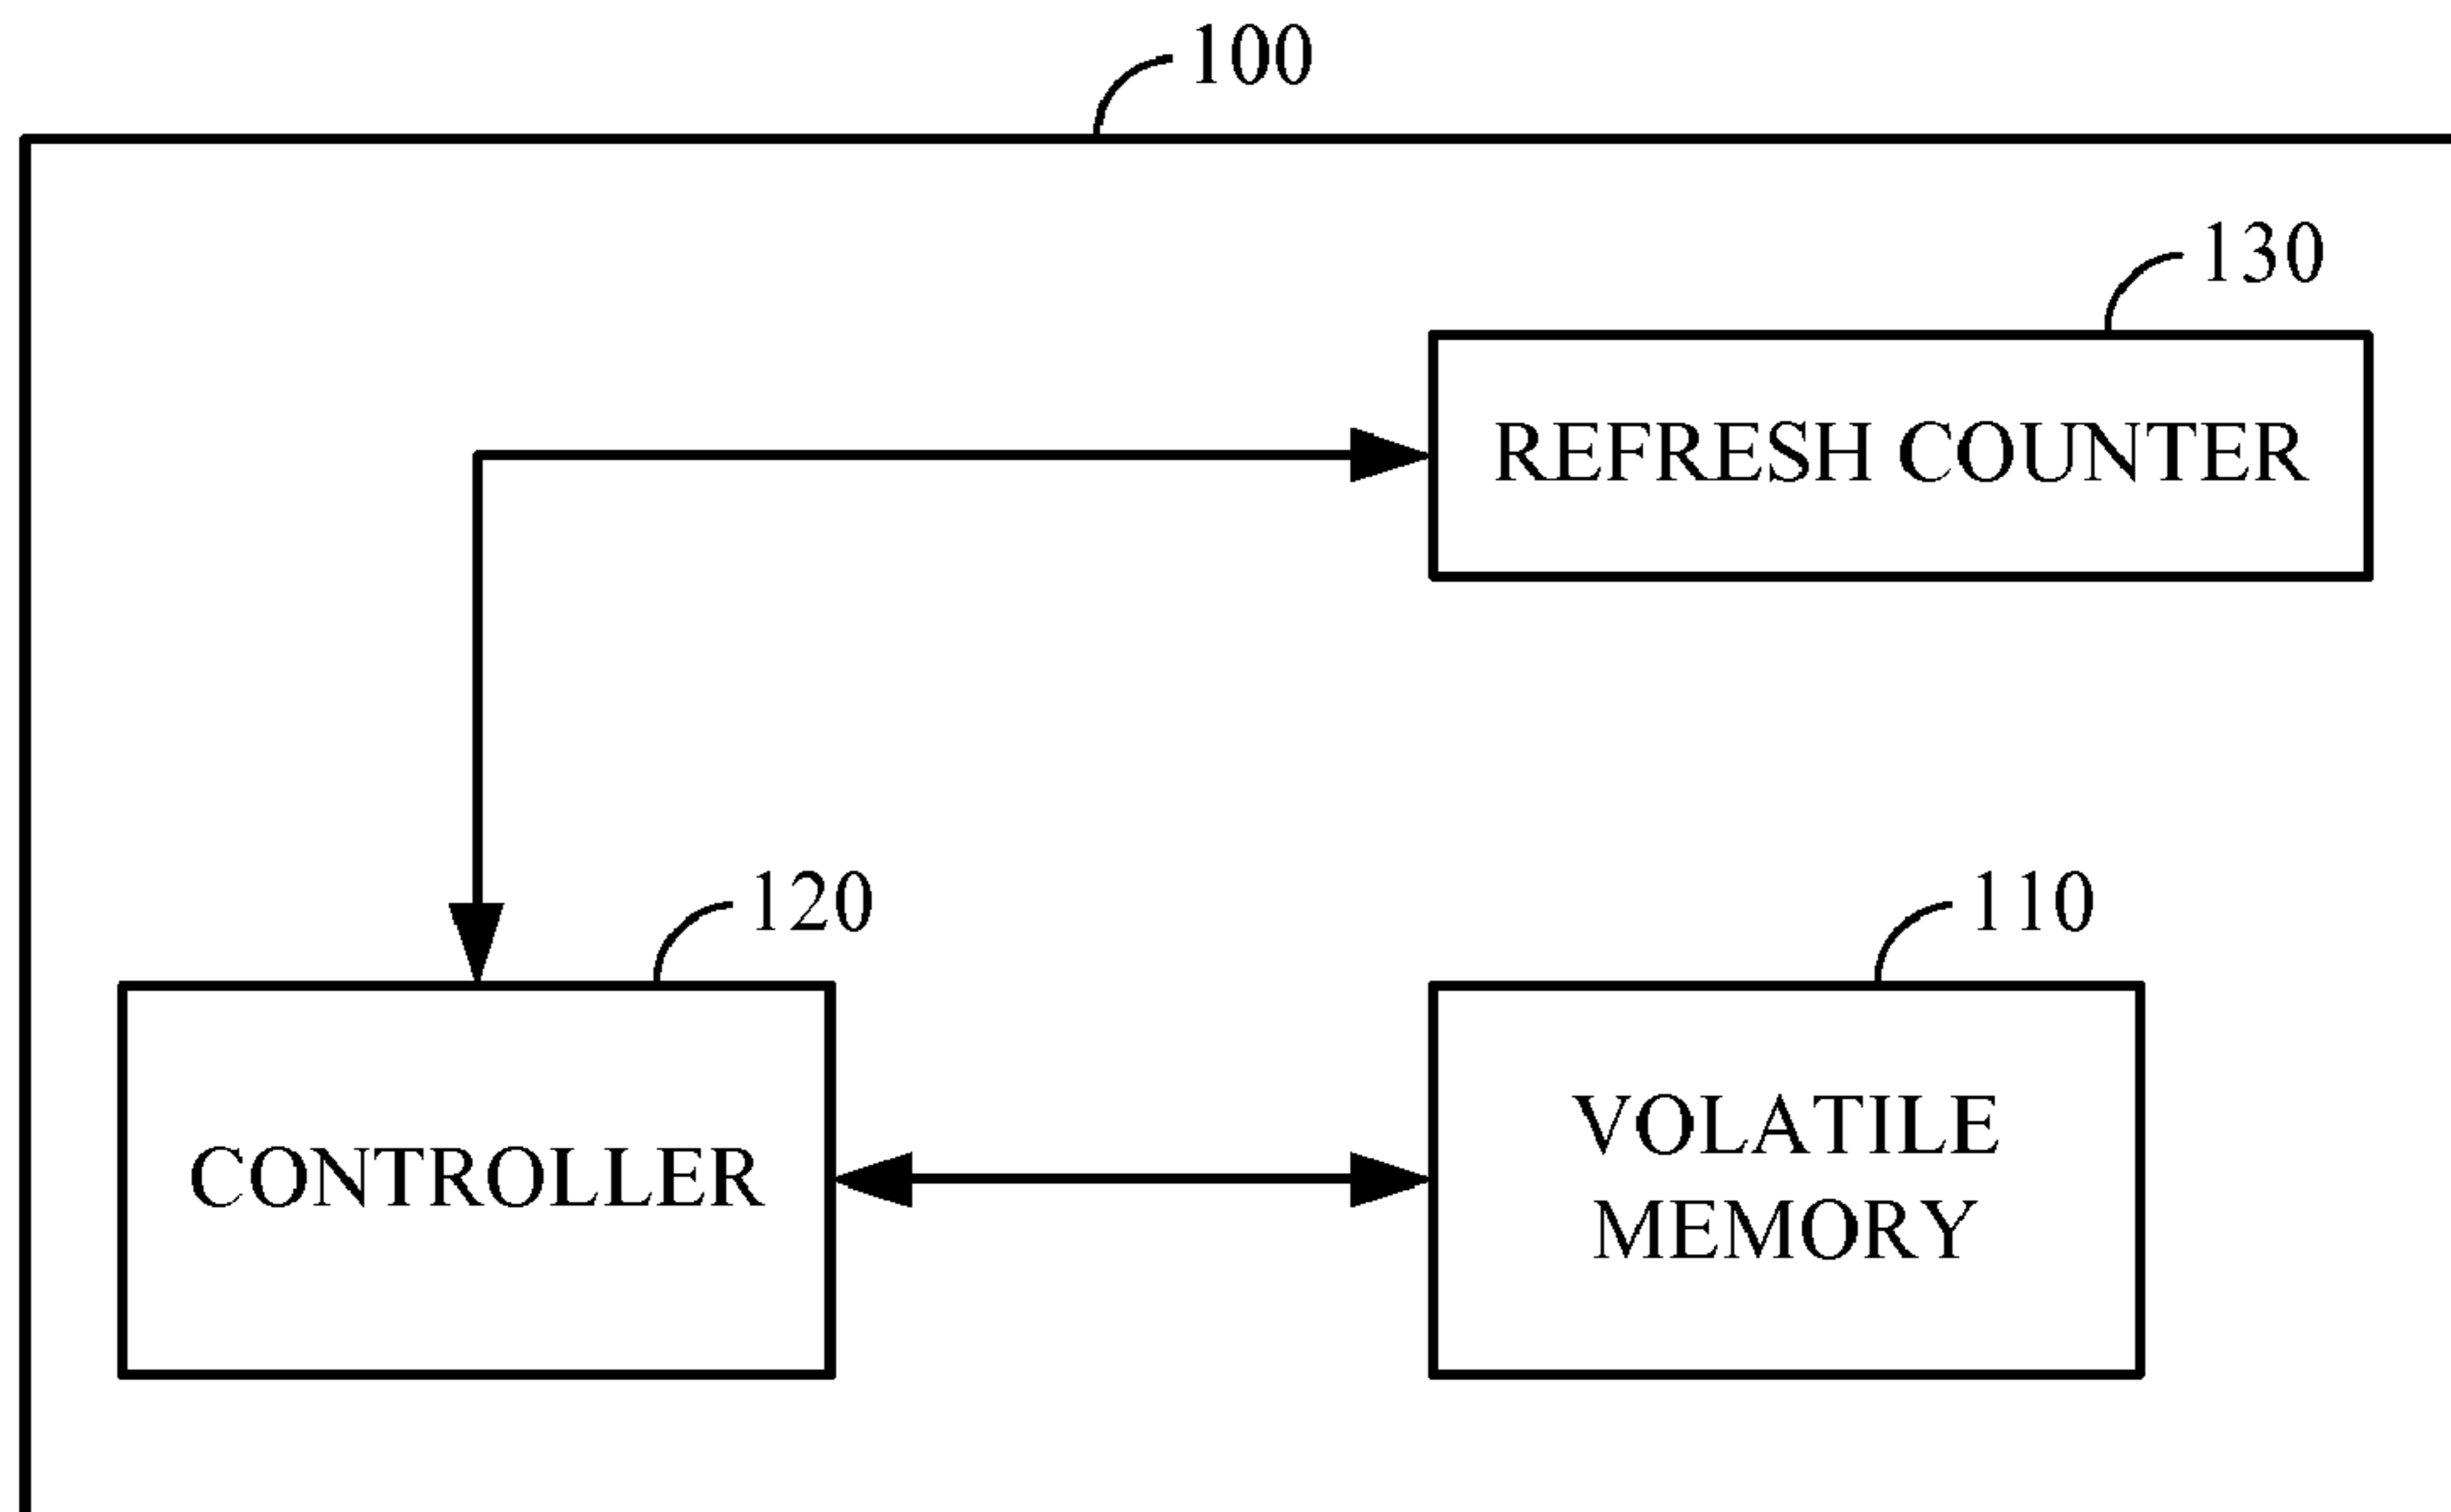 100
130
REFRESH COUNTER
120
110
CONTROLLER
VOLATILE
MEMORY